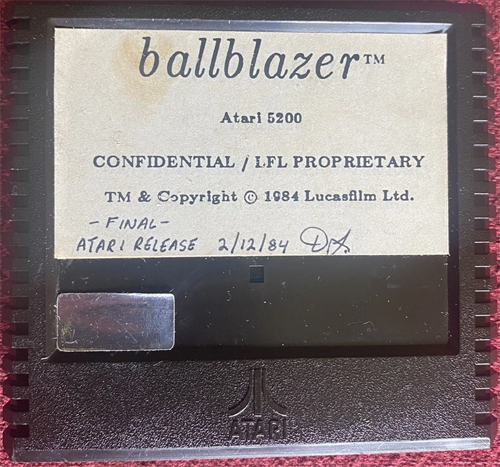 ballblazer™
Atari 5200
CONFIDENTIAL / LFL PROPRIETARY
TM & Copyright © 1984 Lucasfilm Ltd.
- FINAL -
ATARI RELEASE 2/12/84
ATARI